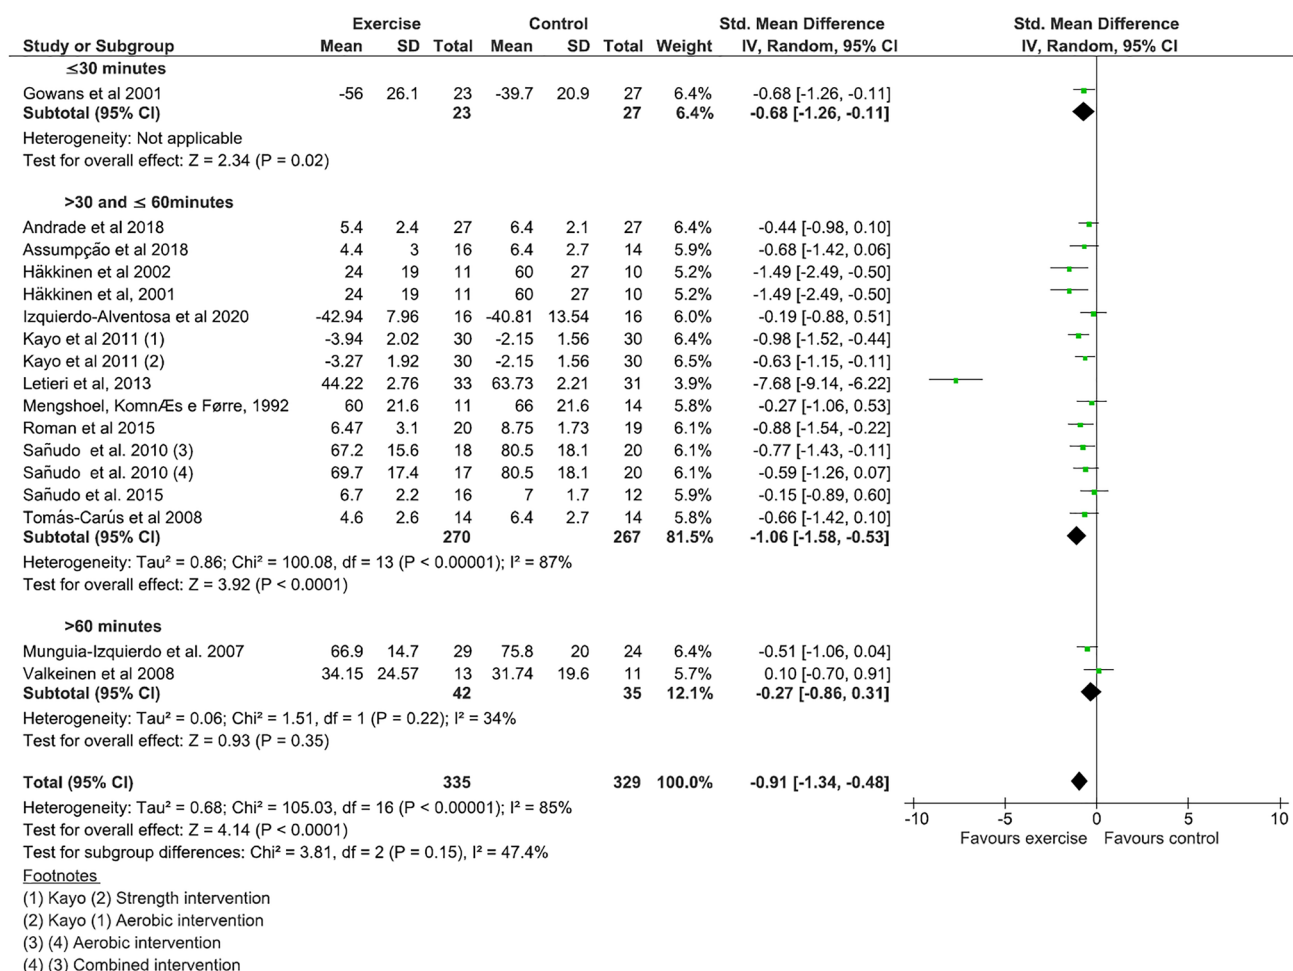 Exercise Control Std. Mean Difference Std. Mean Difference
Study or Subgroup Mean SD Total Mean SD Total Weight IV, Random, 95% CI IV, Random, 95% CI
≤30 minutes
Gowans et al 2001 -56 26.1 23 -39.7 20.9 27 6.4% -0.68 [-1.26, -0.11]
Subtotal (95% CI) 23 27 6.4% -0.68 [-1.26, -0.11]
Heterogeneity: Not applicable
Test for overall effect: Z = 2.34 (P = 0.02)
>30 and ≤ 60minutes
Andrade et al 2018 5.4 2.4 27 6.4 2.1 27 6.4% -0.44 [-0.98, 0.10]
Assumpção et al 2018 4.4 3 16 6.4 2.7 14 5.9% -0.68 [-1.42, 0.06]
Häkkinen et al 2002 24 19 11 60 27 10 5.2% -1.49 [-2.49, -0.50]
Häkkinen et al, 2001 24 19 11 60 27 10 5.2% -1.49 [-2.49, -0.50]
Izquierdo-Alventosa et al 2020 -42.94 7.96 16 -40.81 13.54 16 6.0% -0.19 [-0.88, 0.51]
Kayo et al 2011 (1) -3.94 2.02 30 -2.15 1.56 30 6.4% -0.98 [-1.52, -0.44]
Kayo et al 2011 (2) -3.27 1.92 30 -2.15 1.56 30 6.5% -0.63 [-1.15, -0.11]
Letieri et al, 2013 44.22 2.76 33 63.73 2.21 31 3.9% -7.68 [-9.14, -6.22]
Mengshoel, KomnÆs e Førre, 1992 60 21.6 11 66 21.6 14 5.8% -0.27 [-1.06, 0.53]
Roman et al 2015 6.47 3.1 20 8.75 1.73 19 6.1% -0.88 [-1.54, -0.22]
Sañudo et al. 2010 (3) 67.2 15.6 18 80.5 18.1 20 6.1% -0.77 [-1.43, -0.11]
Sañudo et al. 2010 (4) 69.7 17.4 17 80.5 18.1 20 6.1% -0.59 [-1.26, 0.07]
Sañudo et al. 2015 6.7 2.2 16 7 1.7 12 5.9% -0.15 [-0.89, 0.60]
Tomás-Carús et al 2008 4.6 2.6 14 6.4 2.7 14 5.8% -0.66 [-1.42, 0.10]
Subtotal (95% CI) 270 267 81.5% -1.06 [-1.58, -0.53]
Heterogeneity: Tau² = 0.86; Chi² = 100.08, df = 13 (P < 0.00001); I² = 87%
Test for overall effect: Z = 3.92 (P < 0.0001)
>60 minutes
Munguia-Izquierdo et al. 2007 66.9 14.7 29 75.8 20 24 6.4% -0.51 [-1.06, 0.04]
Valkeinen et al 2008 34.15 24.57 13 31.74 19.6 11 5.7% 0.10 [-0.70, 0.91]
Subtotal (95% CI) 42 35 12.1% -0.27 [-0.86, 0.31]
Heterogeneity: Tau² = 0.06; Chi² = 1.51, df = 1 (P = 0.22); I² = 34%
Test for overall effect: Z = 0.93 (P = 0.35)
Total (95% CI) 335 329 100.0% -0.91 [-1.34, -0.48]
Heterogeneity: Tau² = 0.68; Chi² = 105.03, df = 16 (P < 0.00001); I² = 85%
Test for overall effect: Z = 4.14 (P < 0.0001)
Test for subgroup differences: Chi² = 3.81, df = 2 (P = 0.15), I² = 47.4%
-10 -5 0 5 10
Favours exercise Favours control
Footnotes
(1) Kayo (2) Strength intervention
(2) Kayo (1) Aerobic intervention
(3) (4) Aerobic intervention
(4) (3) Combined intervention